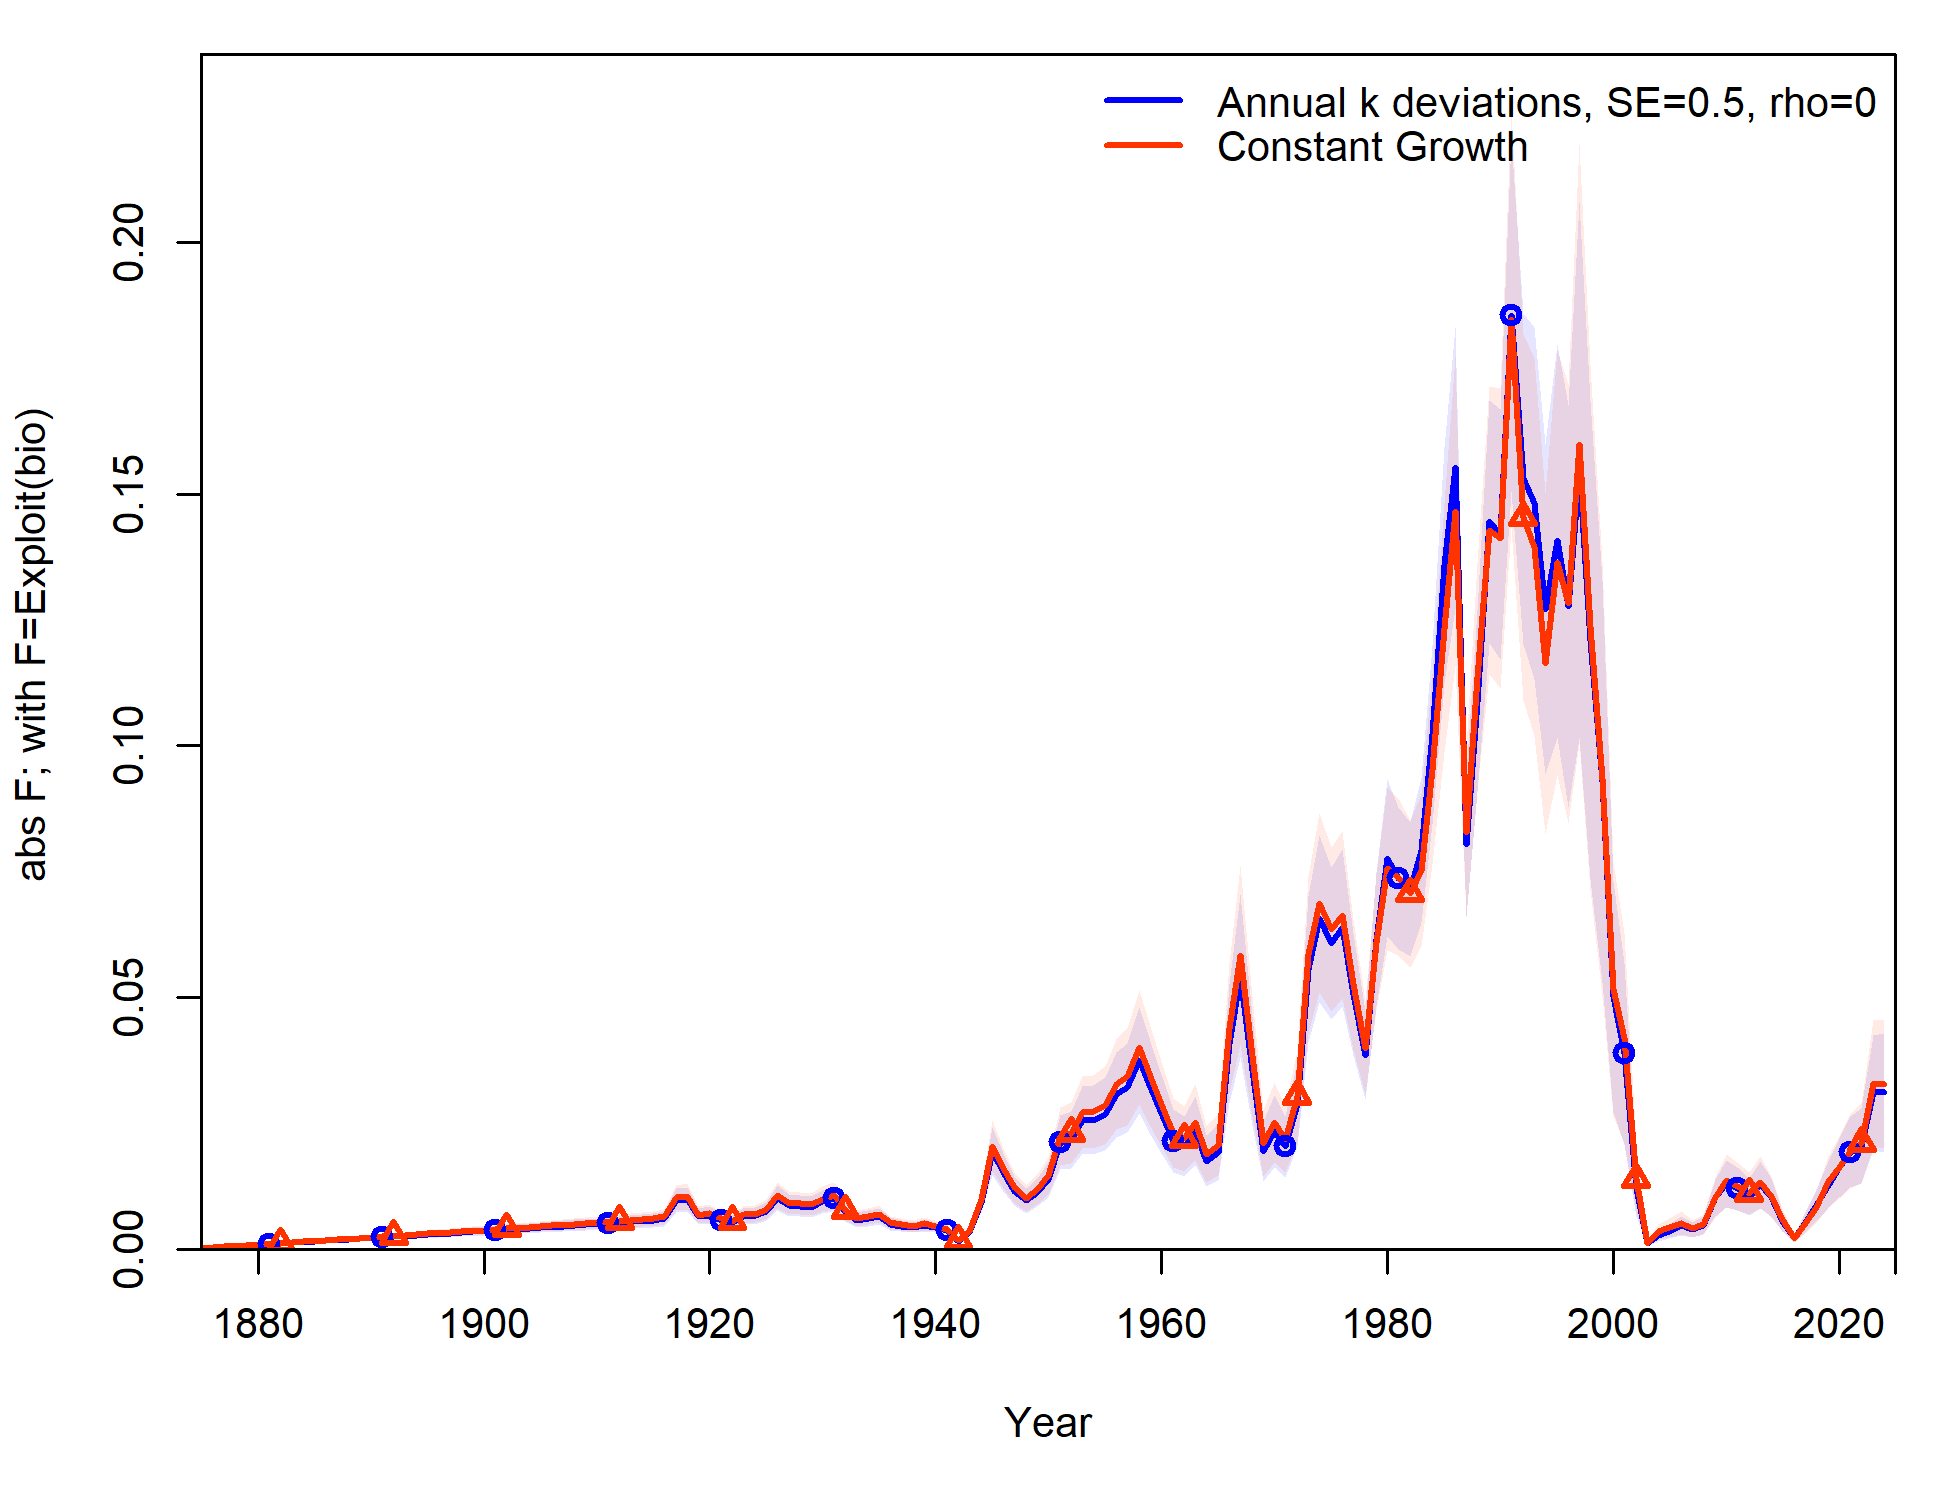 Annual k deviations, SE=0.5, rho=0
Constant Growth
abs F; with F=Exploit(bio)
0.20
0.15
0.10
0.05
0.00
1880 1900 1920 1940 1960 1980 2000 2020
Year